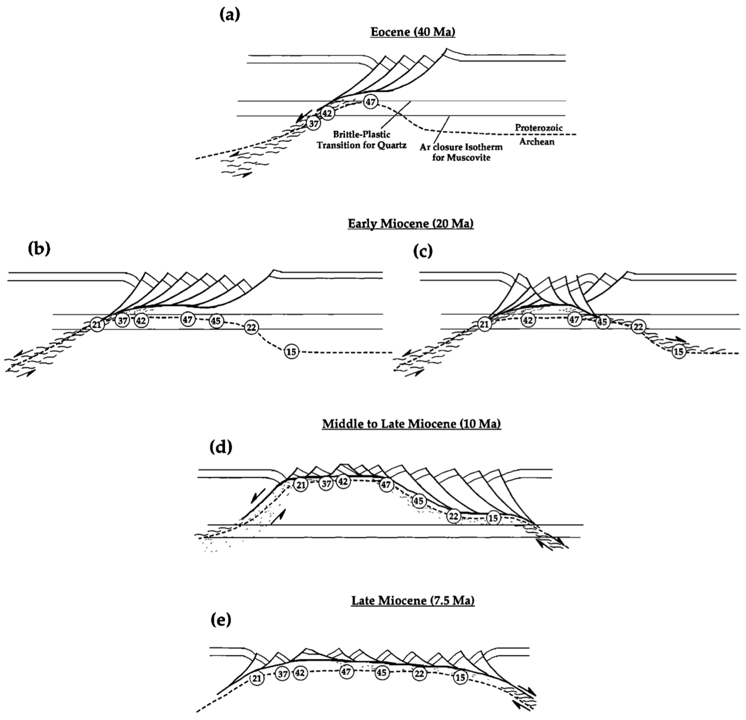 (a)
Eocene (40 Ma)
47
42
37
Brittle-Plastic
Transition for Quartz
Ar closure Isotherm
for Muscovite
Proterozoic
Archean
Early Miocene (20 Ma)
(b)
21 37 42 47 45 22 15
(c)
21 42 47 45 22 15
Middle to Late Miocene (10 Ma)
(d)
21 37 42 47 45 22 15
Late Miocene (7.5 Ma)
(e)
21 37 42 47 45 22 15